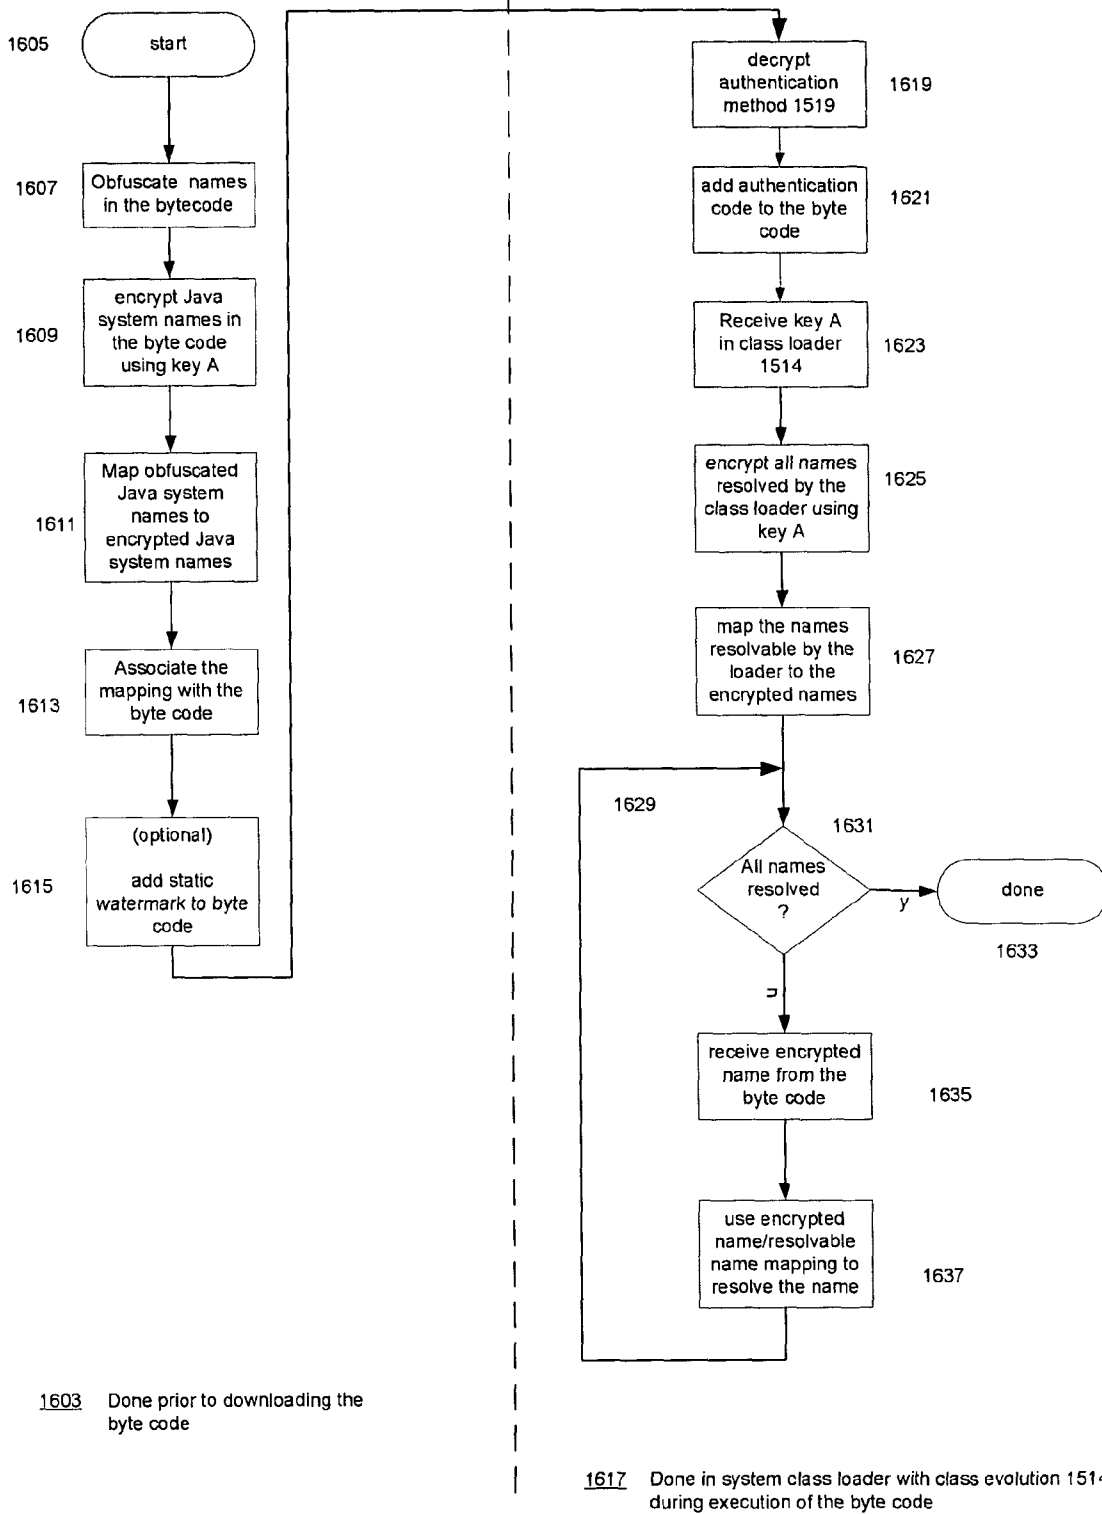 1605
start
1607
Obfuscate names
in the bytecode
1609
encrypt Java
system names in
the byte code
using key A
1611
Map obfuscated
Java system
names to
encrypted Java
system names
1613
Associate the
mapping with the
byte code
1615
(optional)
add static
watermark to byte
code
1603 Done prior to downloading the
byte code
decrypt
authentication
method 1519
1619
add authentication
code to the byte
code
1621
Receive key A
in class loader
1514
1623
encrypt all names
resolved by the
class loader using
key A
1625
map the names
resolvable by the
loader to the
encrypted names
1627
1629
1631
All names
resolved
?
y
done
1633
n
receive encrypted
name from the
byte code
1635
use encrypted
name/resolvable
name mapping to
resolve the name
1637
1617 Done in system class loader with class evolution 1514
during execution of the byte code